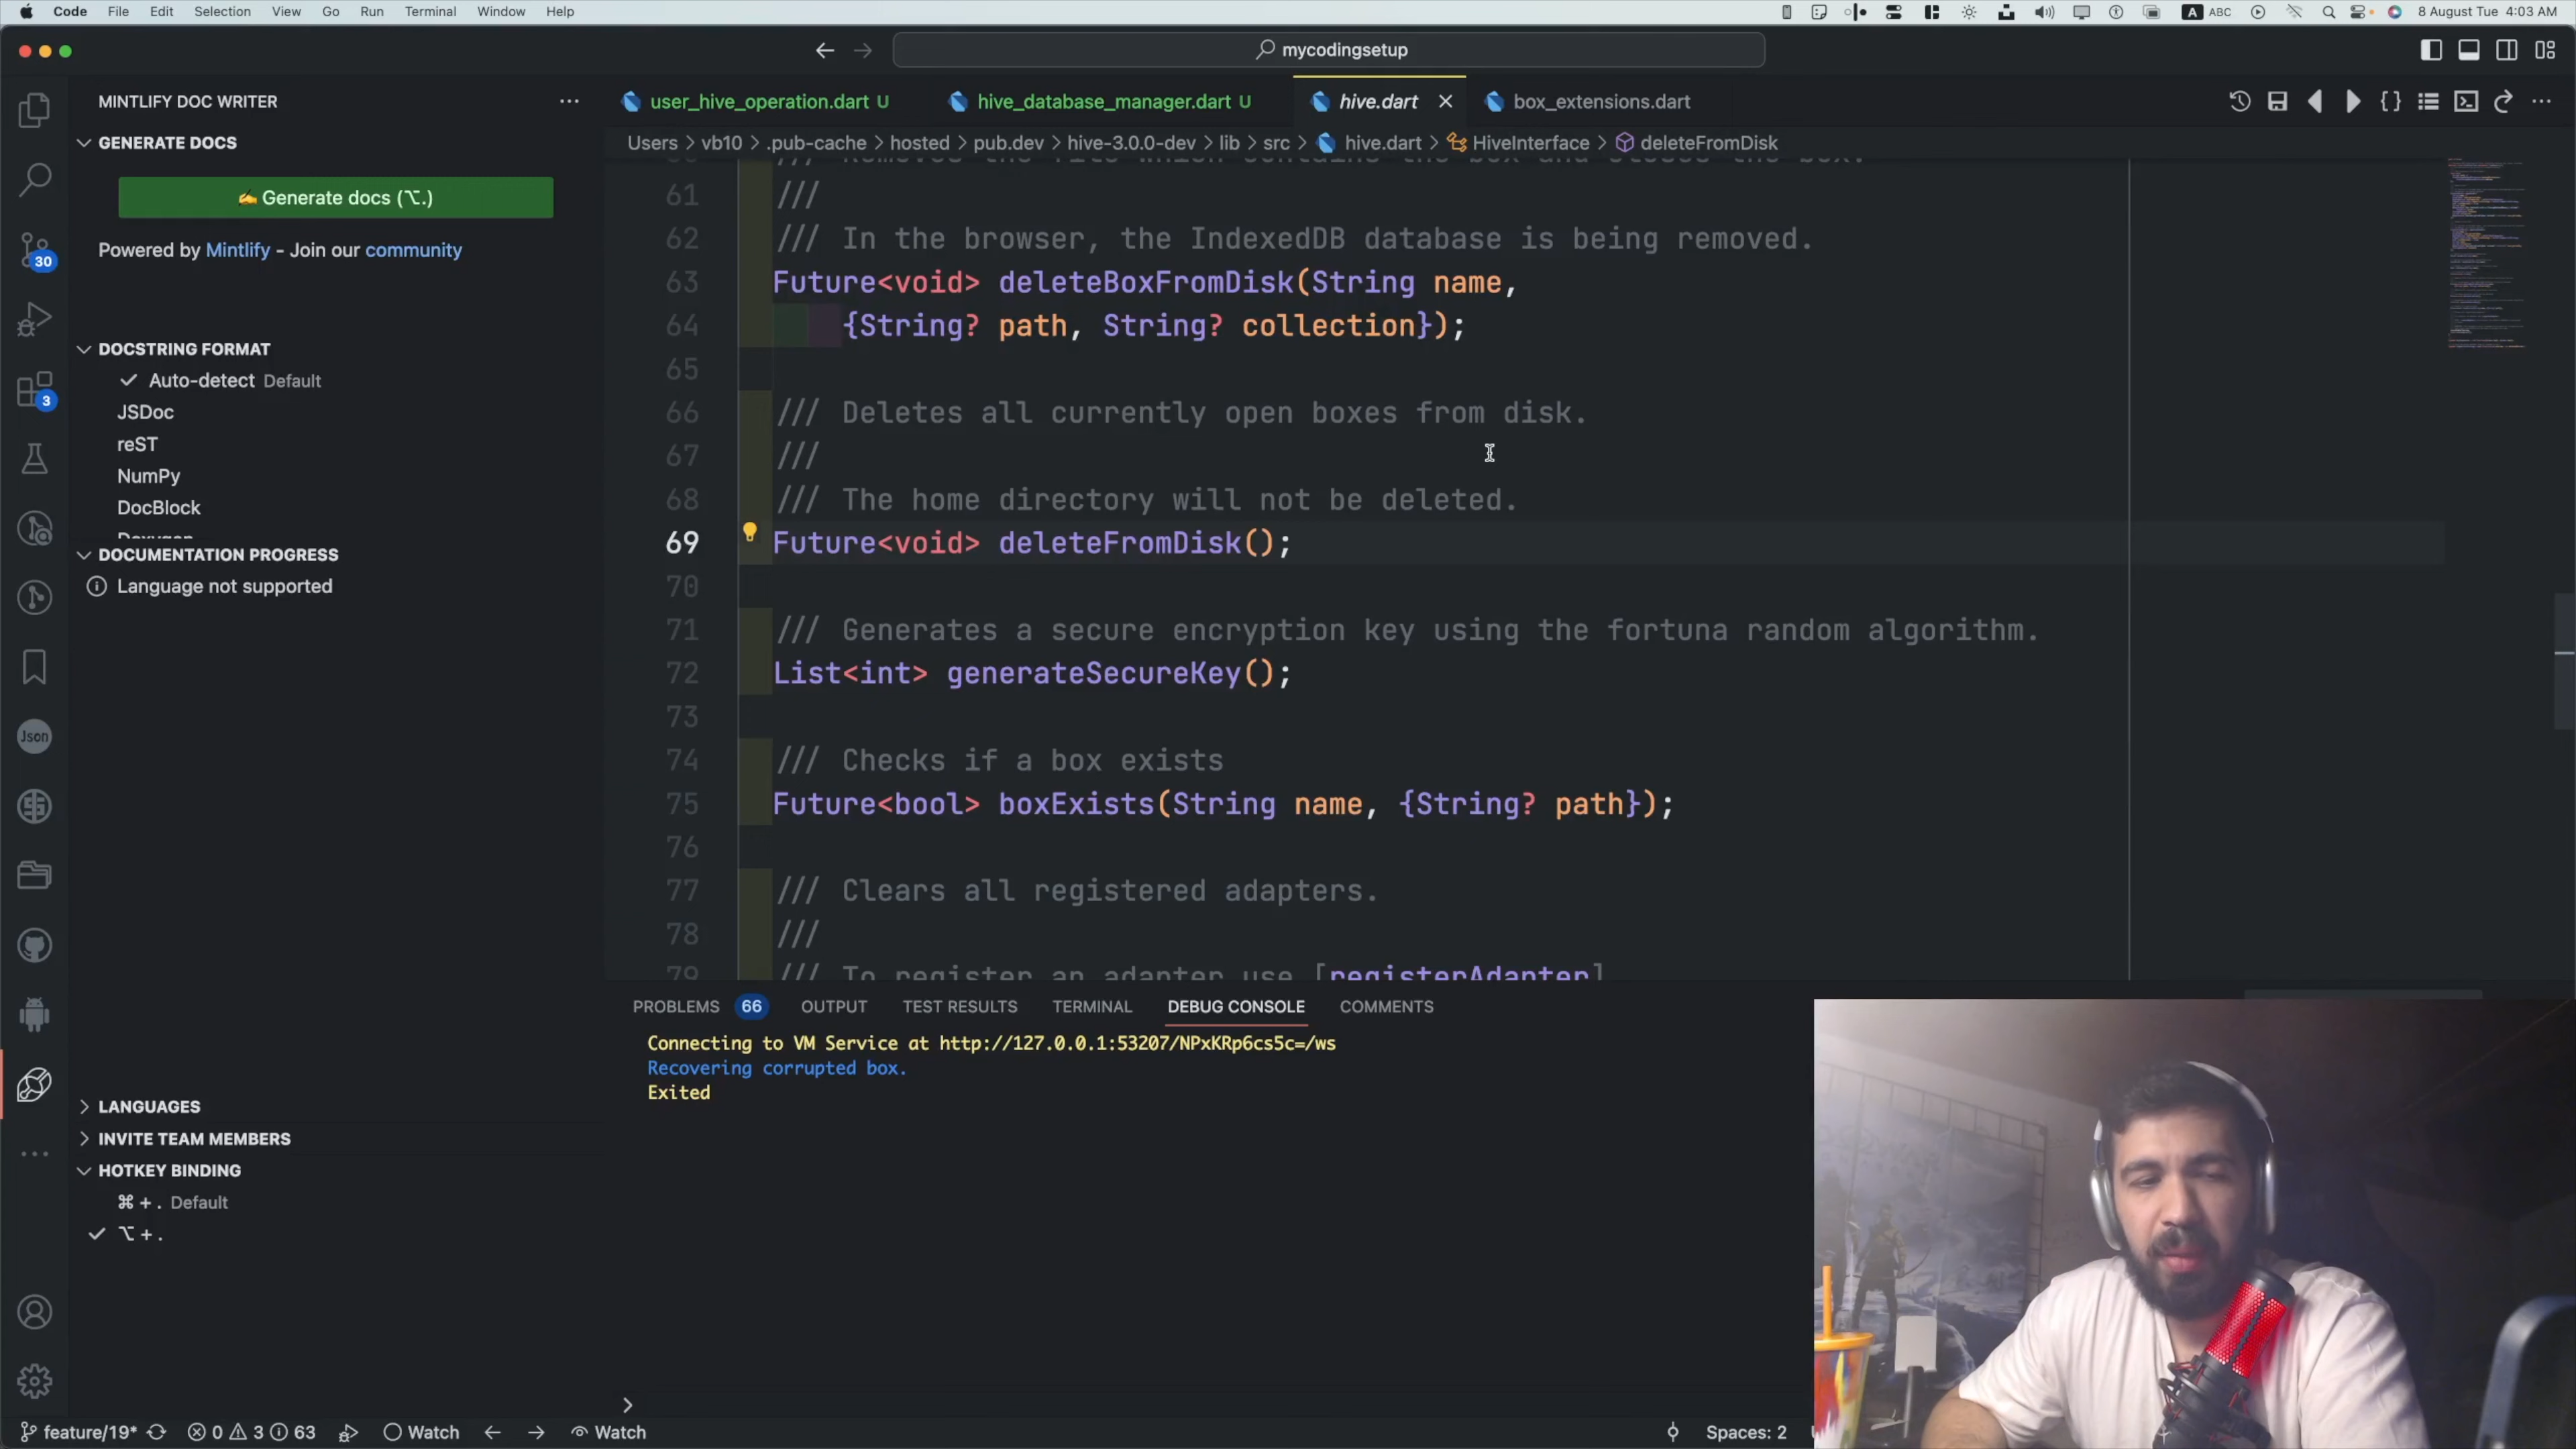 Code File Edit Selection View Go Run Terminal Window Help
A ABC 8 August Tue 4:03 AM
mycodingsetup
MINTLIFY DOC WRITER
user_hive_operation.dart U hive_database_manager.dart U hive.dart box_extensions.dart
Users > vb10 > .pub-cache > hosted > pub.dev > hive-3.0.0-dev > lib > src > hive.dart > HiveInterface > deleteFromDisk
GENERATE DOCS
✍️ Generate docs (⌥.)
Powered by Mintlify - Join our community
30
DOCSTRING FORMAT
Auto-detect Default
3
JSDoc
reST
NumPy
DocBlock
DOCUMENTATION PROGRESS
Language not supported
Json
LANGUAGES
INVITE TEAM MEMBERS
HOTKEY BINDING
⌘ + . Default
⌥ + .
61 ///
62 /// In the browser, the IndexedDB database is being removed.
63 Future<void> deleteBoxFromDisk(String name,
64 {String? path, String? collection});
65
66 /// Deletes all currently open boxes from disk.
67 ///
68 /// The home directory will not be deleted.
69 Future<void> deleteFromDisk();
70
71 /// Generates a secure encryption key using the fortuna random algorithm.
72 List<int> generateSecureKey();
73
74 /// Checks if a box exists
75 Future<bool> boxExists(String name, {String? path});
76
77 /// Clears all registered adapters.
78 ///
79 /// To register an adapter use [registerAdapter]
PROBLEMS 66 OUTPUT TEST RESULTS TERMINAL DEBUG CONSOLE COMMENTS
Connecting to VM Service at http://127.0.0.1:53207/NPxKRp6cs5c=/ws
Recovering corrupted box.
Exited
feature/19* 0 3 63 Watch Watch Spaces: 2